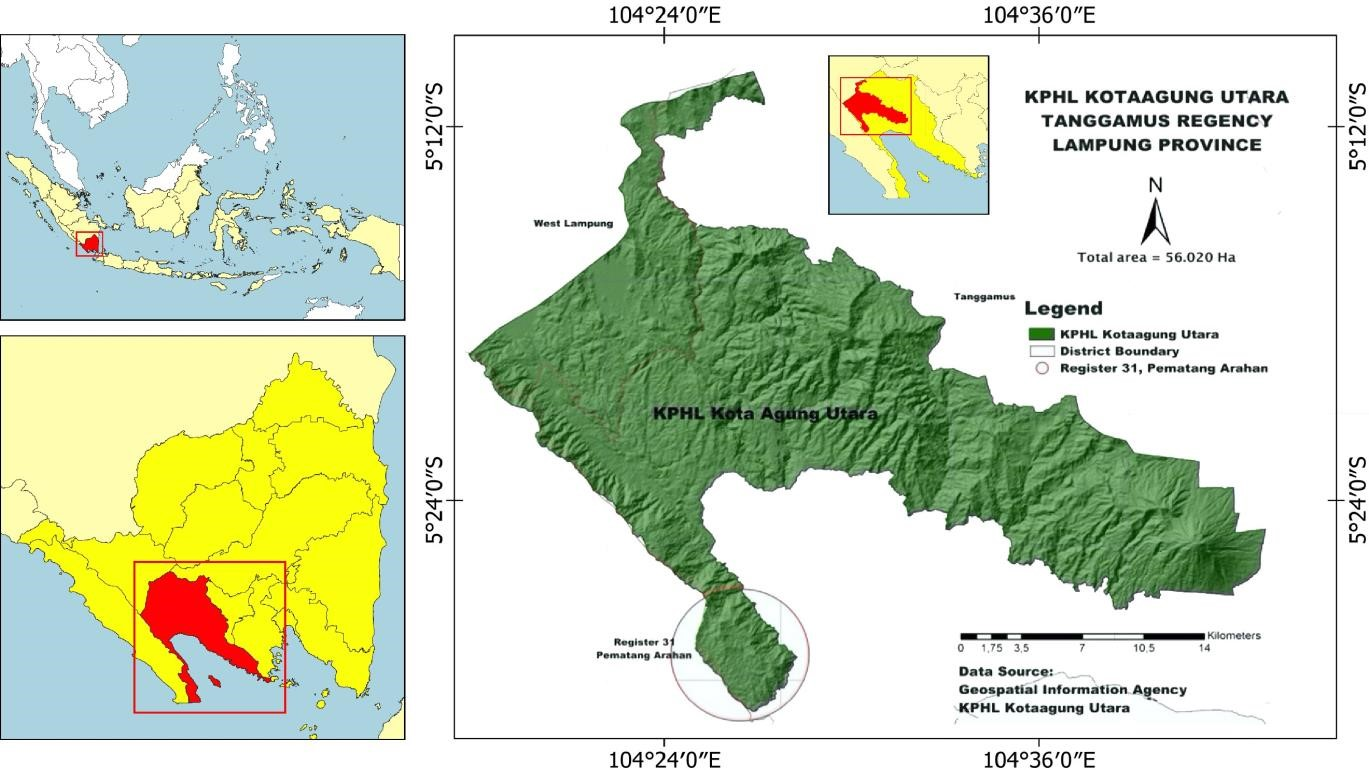 104°24′0″E
104°36′0″E
5°12′0″S
5°12′0″S
KPHL KOTAAGUNG UTARA
TANGGAMUS REGENCY
LAMPUNG PROVINCE
N
Total area = 56.020 Ha
West Lampung
Tanggamus
Legend
KPHL Kotaagung Utara
District Boundary
Register 31, Pematang Arahan
KPHL Kota Agung Utara
5°24′0″S
5°24′0″S
Register 31
Pematang Arahan
Kilometers
0 1,75 3,5 7 10,5 14
Data Source:
Geospatial Information Agency
KPHL Kotaagung Utara
104°24′0″E
104°36′0″E